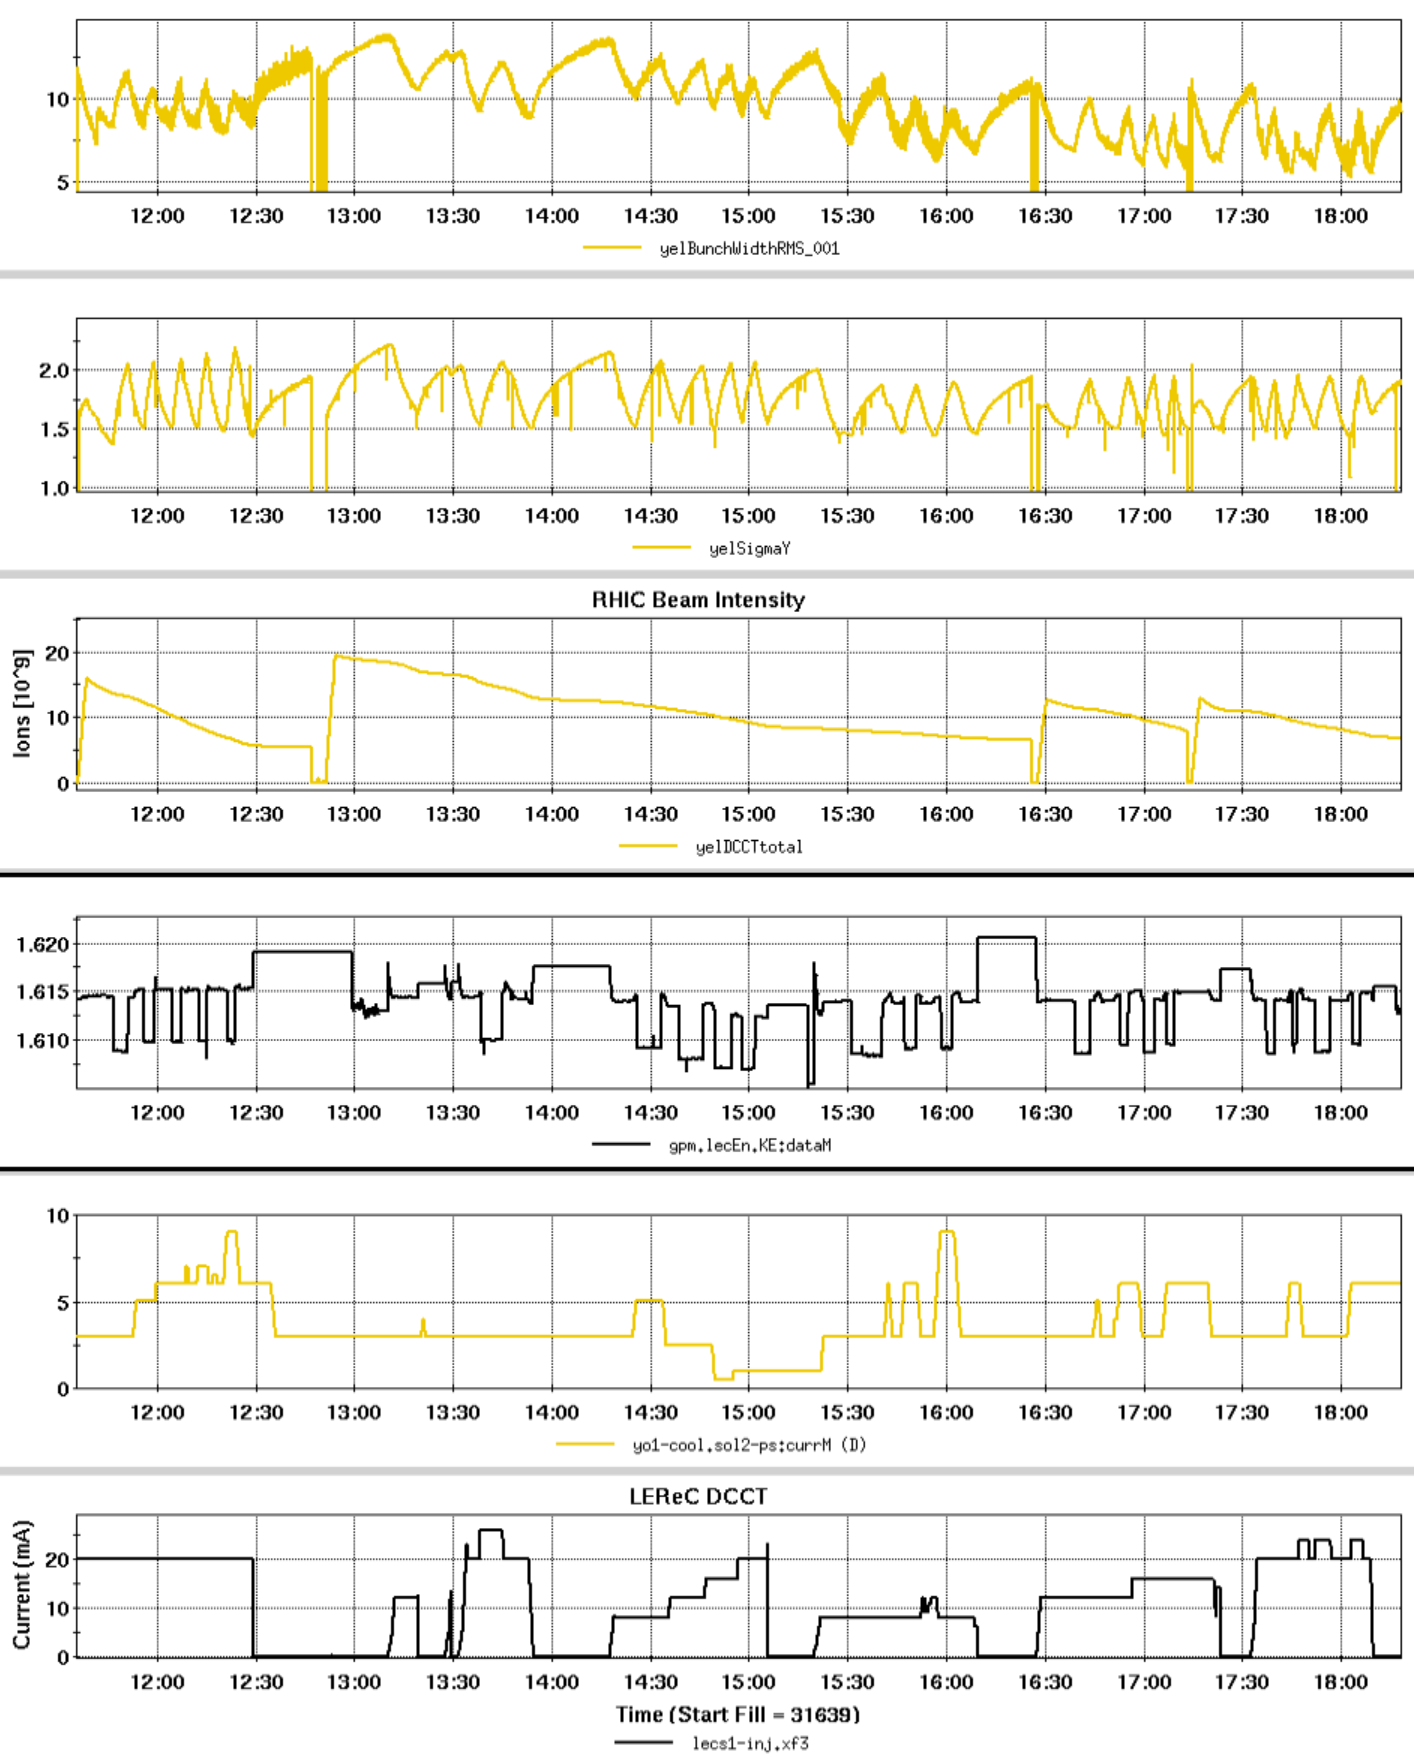 10
5
12:00 12:30 13:00 13:30 14:00 14:30 15:00 15:30 16:00 16:30 17:00 17:30 18:00
yelBunchWidthRMS_001
2.0
1.5
1.0
12:00 12:30 13:00 13:30 14:00 14:30 15:00 15:30 16:00 16:30 17:00 17:30 18:00
yelSigmaY
RHIC Beam Intensity
Ions [10^9]
20
10
0
12:00 12:30 13:00 13:30 14:00 14:30 15:00 15:30 16:00 16:30 17:00 17:30 18:00
yelDCCTtotal
1.620
1.615
1.610
12:00 12:30 13:00 13:30 14:00 14:30 15:00 15:30 16:00 16:30 17:00 17:30 18:00
gpm.lecEn.KE:dataM
10
5
0
12:00 12:30 13:00 13:30 14:00 14:30 15:00 15:30 16:00 16:30 17:00 17:30 18:00
yo1-cool.sol2-ps:currM (D)
LEReC DCCT
Current (mA)
20
10
0
12:00 12:30 13:00 13:30 14:00 14:30 15:00 15:30 16:00 16:30 17:00 17:30 18:00
Time (Start Fill = 31639)
lecs1-inj.xf3